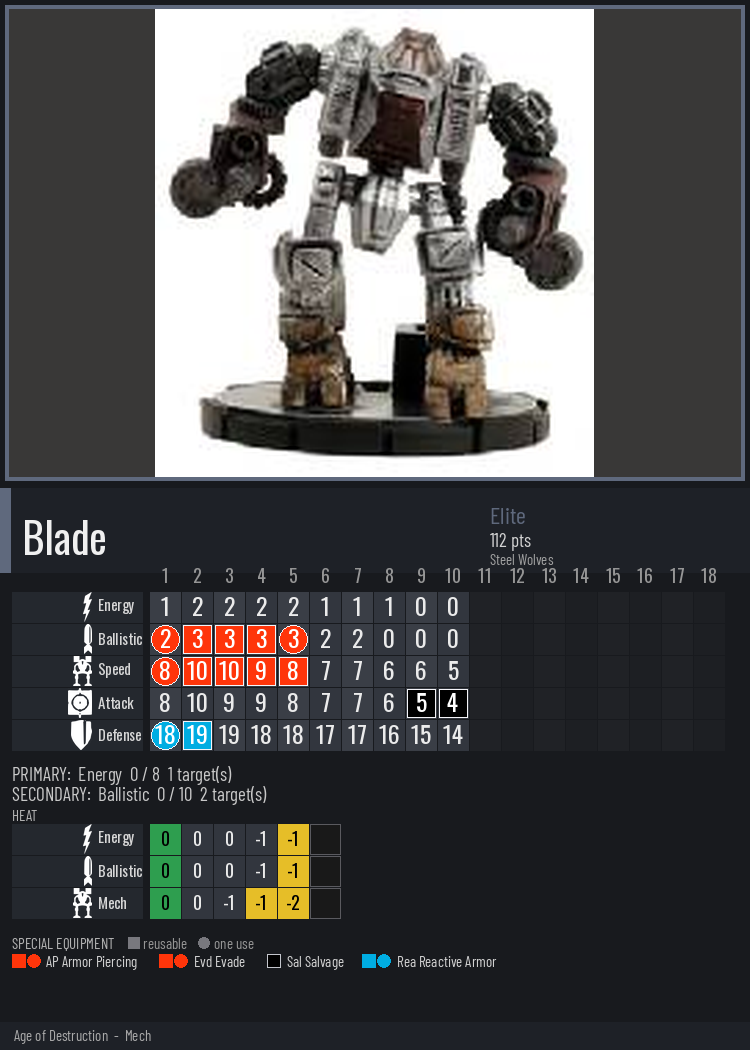 Blade
Elite
112 pts
Steel Wolves
1 2 3 4 5 6 7 8 9 10 11 12 13 14 15 16 17 18
Energy 1 2 2 2 2 1 1 1 0 0
Ballistic 2 3 3 3 3 2 2 0 0 0
Speed 8 10 10 9 8 7 7 6 6 5
Attack 8 10 9 9 8 7 7 6 5 4
Defense 18 19 19 18 18 17 17 16 15 14
PRIMARY: Energy 0 / 8 1 target(s)
SECONDARY: Ballistic 0 / 10 2 target(s)
HEAT
Energy 0 0 0 -1 -1
Ballistic 0 0 0 -1 -1
Mech 0 0 -1 -1 -2
SPECIAL EQUIPMENT reusable one use
AP Armor Piercing Evd Evade Sal Salvage Rea Reactive Armor
Age of Destruction - Mech